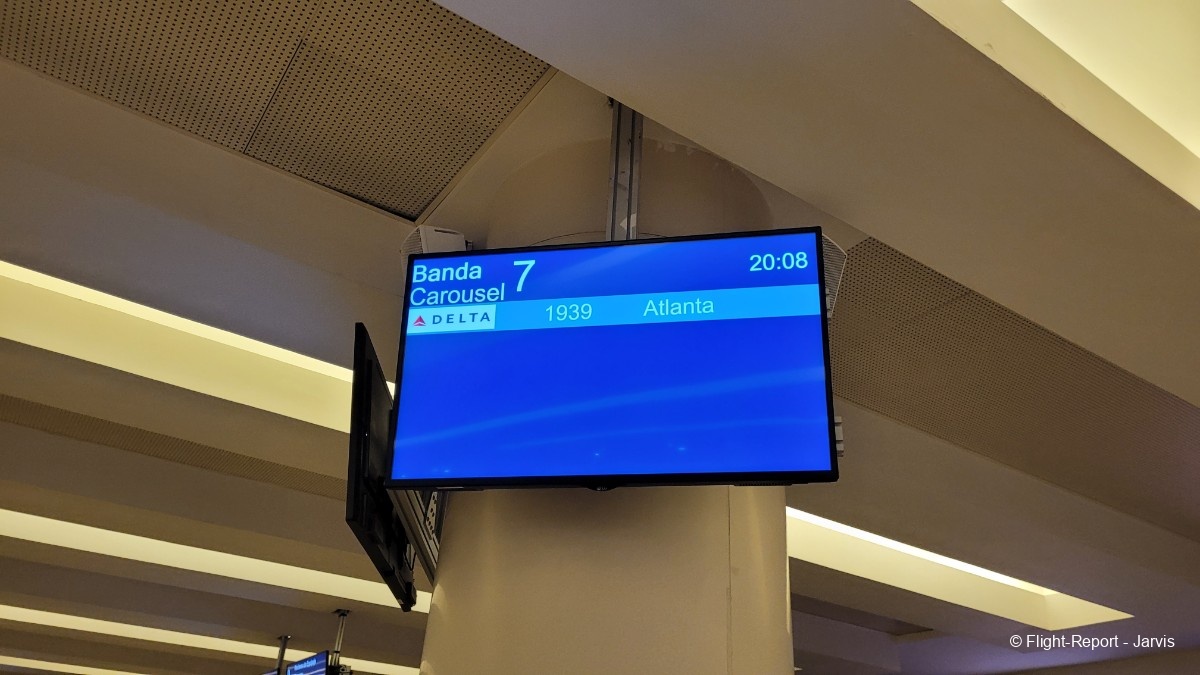 Banda 7 20:08
Carousel
DELTA 1939 Atlanta
© Flight-Report - Jarvis